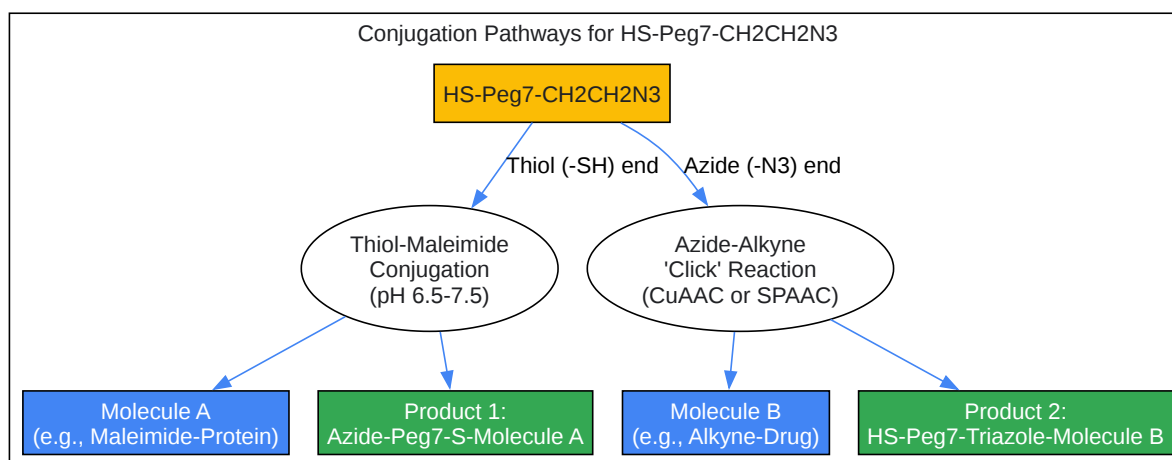 Conjugation Pathways for HS-Peg7-CH2CH2N3
HS-Peg7-CH2CH2N3
Thiol (-SH) end
Azide (-N3) end
Thiol-Maleimide
Conjugation
(pH 6.5-7.5)
Azide-Alkyne
'Click' Reaction
(CuAAC or SPAAC)
Molecule A
(e.g., Maleimide-Protein)
Product 1:
Azide-Peg7-S-Molecule A
Molecule B
(e.g., Alkyne-Drug)
Product 2:
HS-Peg7-Triazole-Molecule B